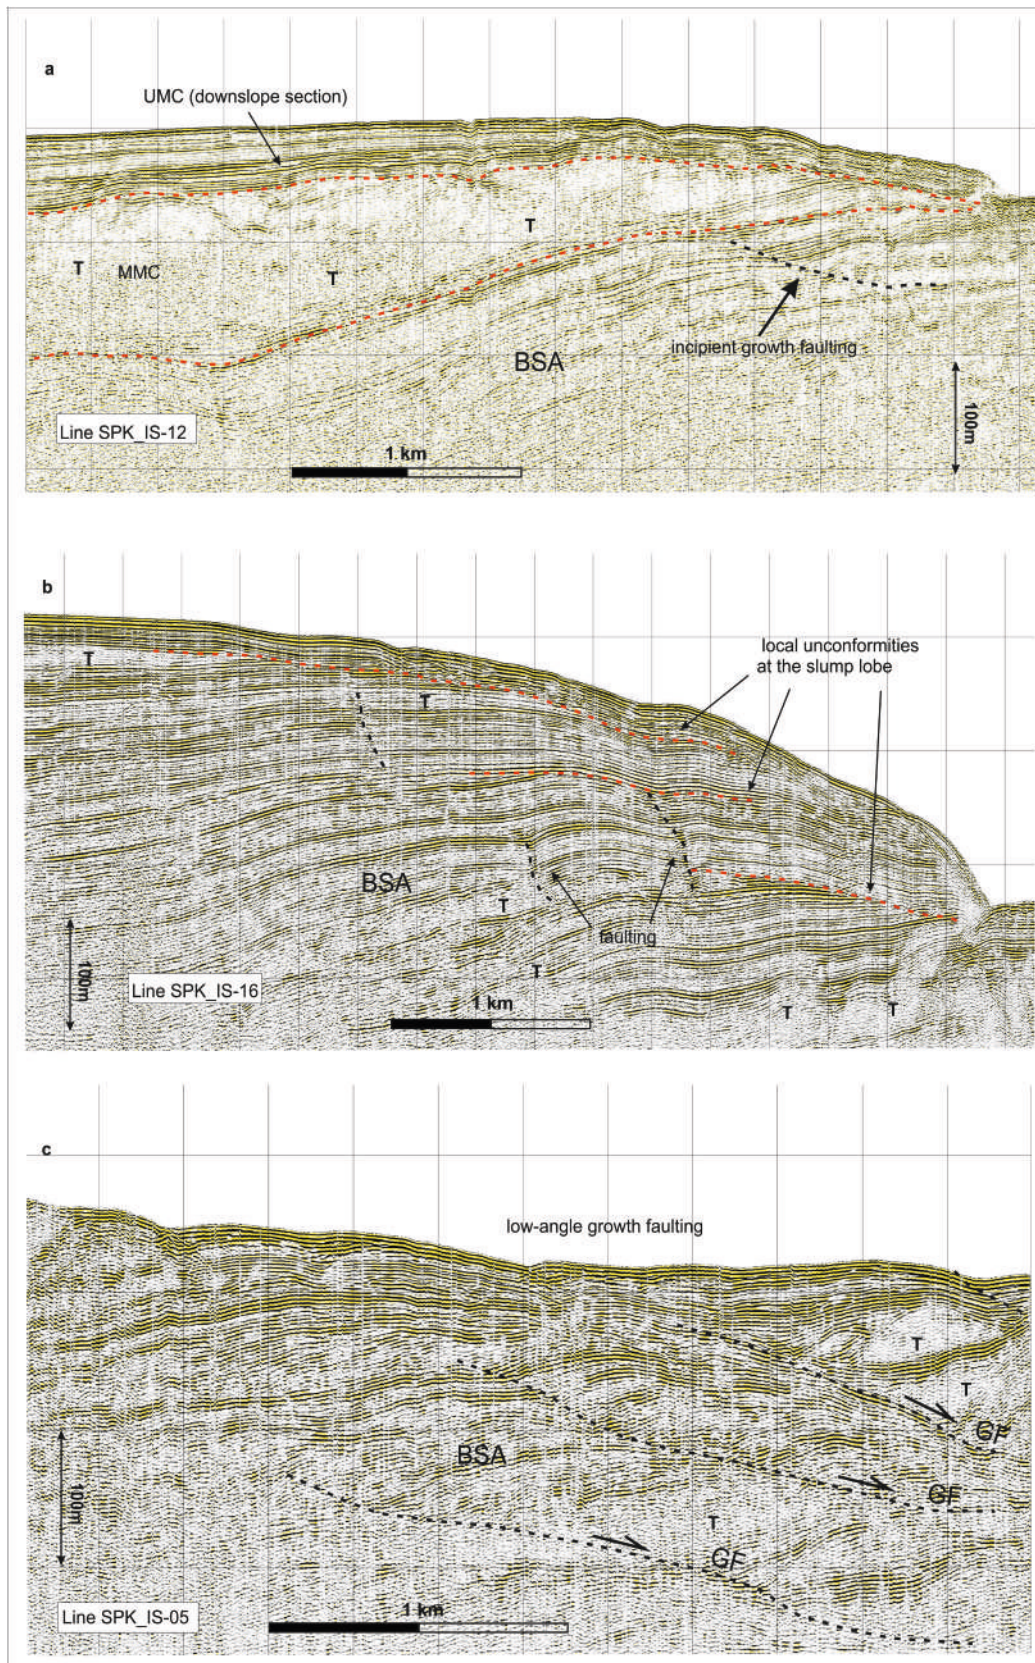 a
UMC (downslope section)
T
T
MMC
T
incipient growth faulting
BSA
100m
Line SPK_IS-12
1 km
b
local unconformities
at the slump lobe
T
T
BSA
T
faulting
100m
T
Line SPK_IS-16
1 km
T
T
c
low-angle growth faulting
T
T
GF
BSA
GF
100m
T
GF
1 km
Line SPK_IS-05